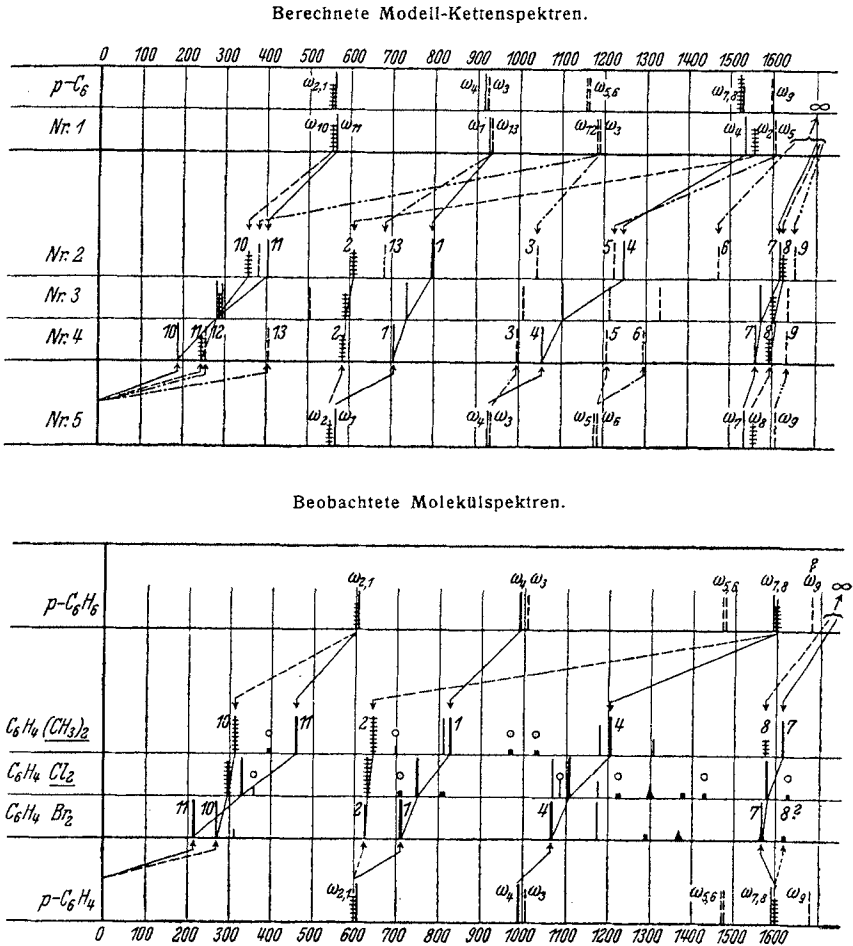 Berechnete Modell-Kettenspektren.
0 100 200 300 400 500 600 700 800 900 1000 1100 1200 1300 1400 1500 1600
p-C₆ ω₂,₁ ω₄ ω₃ ω₅,₆ ω₇,₈ ω₉ ∞
Nr. 1 ω₁₀ ω₁₁ ω₁ ω₁₃ ω₁₂ ω₃ ω₄ ω₂ ω₅
Nr. 2 10 11 2 13 1 3 5 4 6 7 8 9
Nr. 3
Nr. 4 10 11 12 13 2 1 3 4 5 6 7 8 9
Nr. 5 ω₂ ω₁ ω₄ ω₃ ω₅ ω₆ ω₇ ω₈ ω₉
Beobachtete Molekülspektren.
p-C₆H₆ ω₂,₁ ω₄ ω₃ ω₅,₆ ω₇,₈ ω₉ ? ∞
C₆H₄(CH₃)₂ 10 11 2 1 4 8 7
C₆H₄ Cl₂
C₆H₄ Br₂ 11 10 2 1 4 7 8?
p-C₆H₄ ω₂,₁ ω₄ ω₃ ω₅,₆ ω₇,₈ ω₉
0 100 200 300 400 500 600 700 800 900 1000 1100 1200 1300 1400 1500 1600